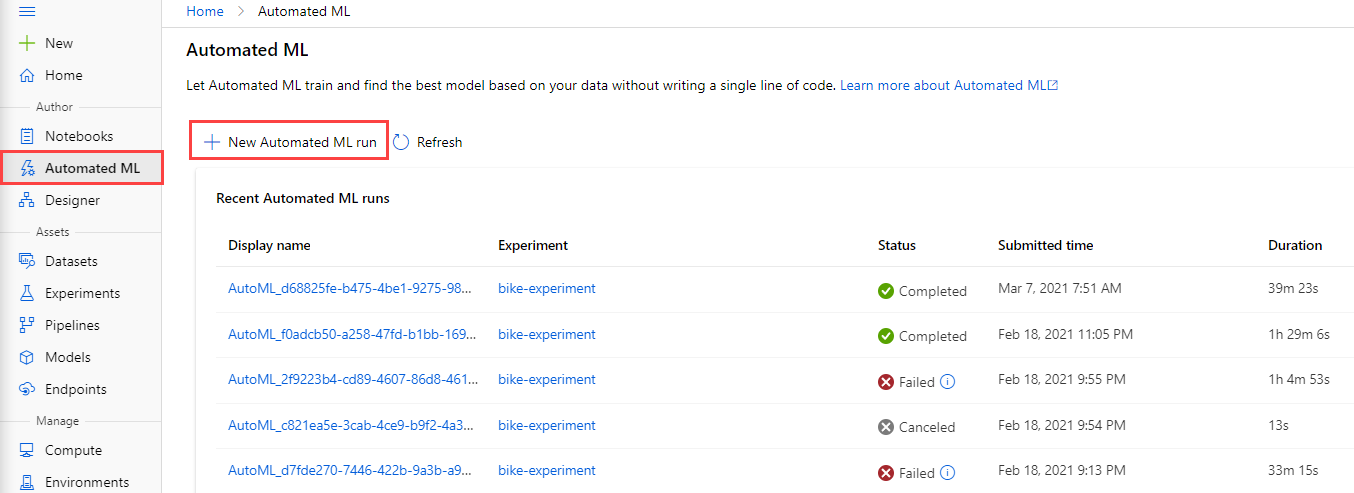 Home > Automated ML
New
Home
Author
Notebooks
Automated ML
Designer
Assets
Datasets
Experiments
Pipelines
Models
Endpoints
Manage
Compute
Environments
Automated ML
Let Automated ML train and find the best model based on your data without writing a single line of code. Learn more about Automated ML
New Automated ML run Refresh
Recent Automated ML runs
Display name Experiment Status Submitted time Duration
AutoML_d68825fe-b475-4be1-9275-98... bike-experiment Completed Mar 7, 2021 7:51 AM 39m 23s
AutoML_f0adcb50-a258-47fd-b1bb-169... bike-experiment Completed Feb 18, 2021 11:05 PM 1h 29m 6s
AutoML_2f9223b4-cd89-4607-86d8-461... bike-experiment Failed Feb 18, 2021 9:55 PM 1h 4m 53s
AutoML_c821ea5e-3cab-4ce9-b9f2-4a3... bike-experiment Canceled Feb 18, 2021 9:54 PM 13s
AutoML_d7fde270-7446-422b-9a3b-a9... bike-experiment Failed Feb 18, 2021 9:13 PM 33m 15s